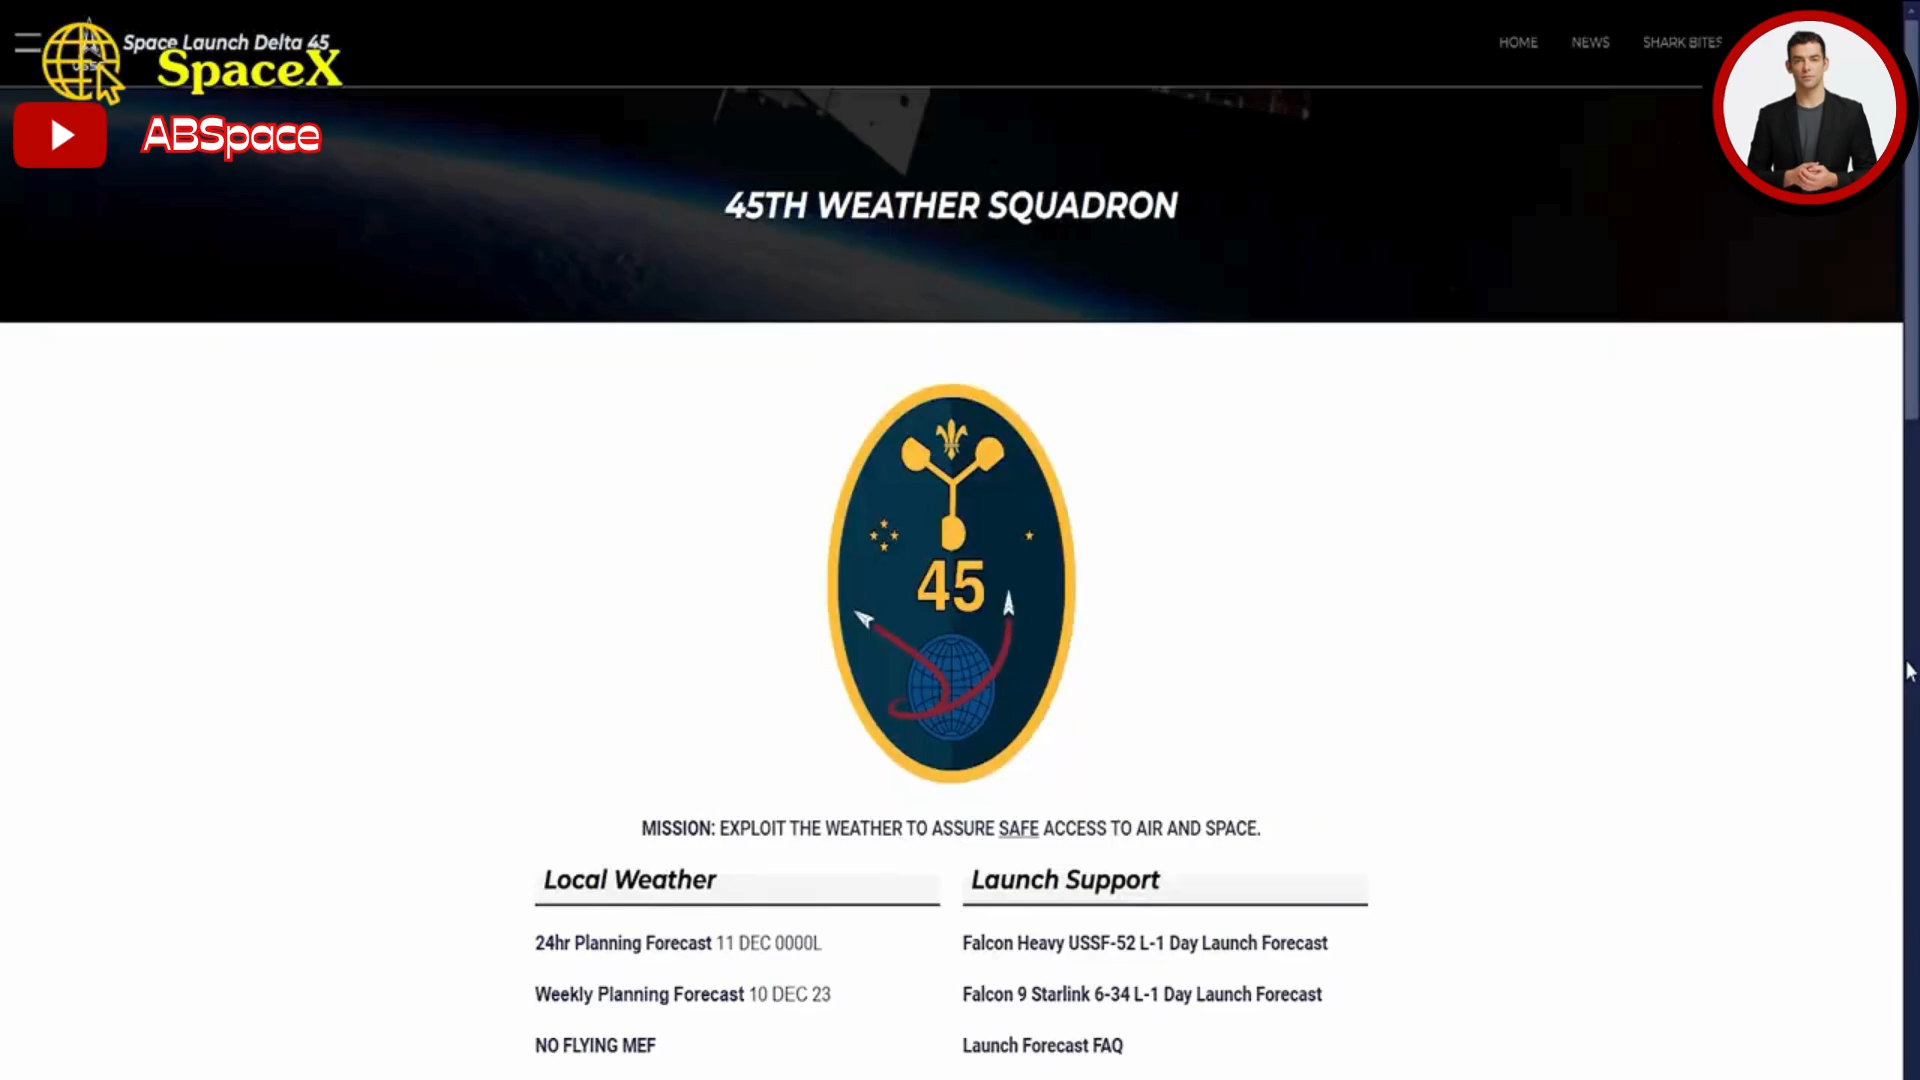 Space Launch Delta 45
HOME NEWS SHARK BITES
SpaceX
ABSpace
45TH WEATHER SQUADRON
45
MISSION: EXPLOIT THE WEATHER TO ASSURE SAFE ACCESS TO AIR AND SPACE.
Local Weather
24hr Planning Forecast 11 DEC 0000L
Weekly Planning Forecast 10 DEC 23
NO FLYING MEF
Launch Support
Falcon Heavy USSF-52 L-1 Day Launch Forecast
Falcon 9 Starlink 6-34 L-1 Day Launch Forecast
Launch Forecast FAQ